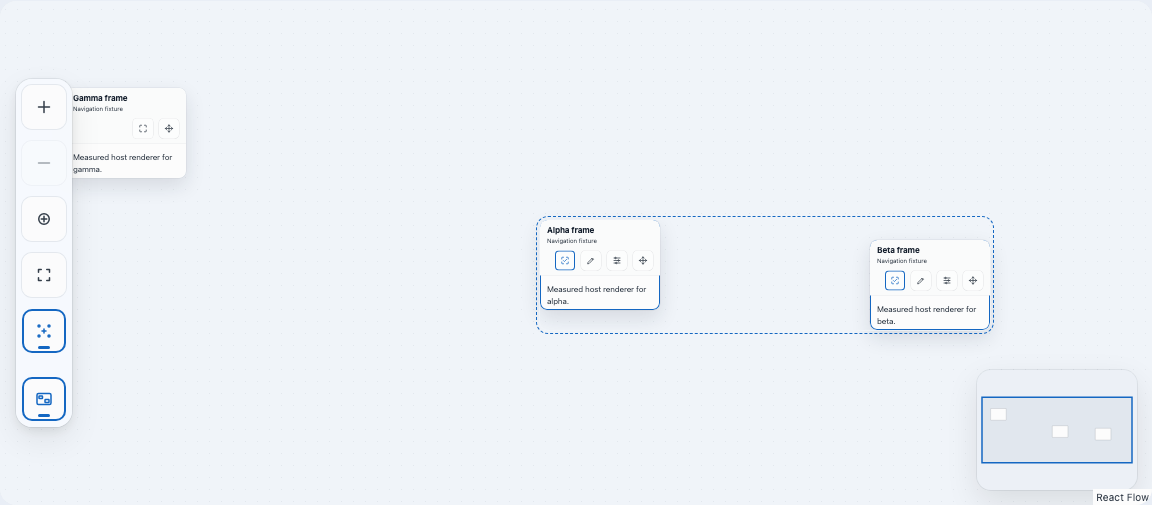 Gamma frame
Navigation fixture
Measured host renderer for
gamma.
Alpha frame
Navigation fixture
Measured host renderer for
alpha.
Beta frame
Navigation fixture
Measured host renderer for
beta.
React Flow